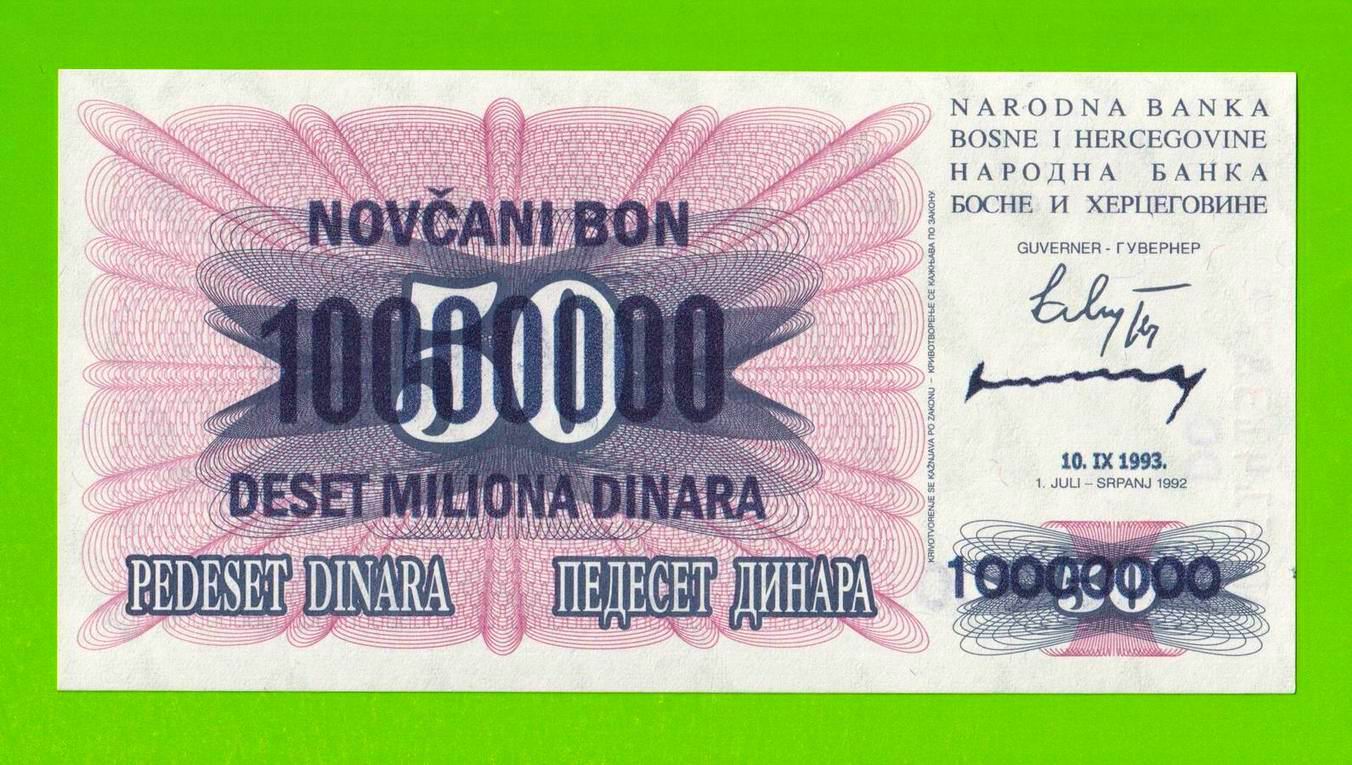 NOVČANI BON
50
10000000
DESET MILIONA DINARA
PEDESET DINARA
ПЕДЕСЕТ ДИНАРА
KRIVOTVORENJE SE KAŽNJAVA PO ZAKONU – КРИВОТВОРЕЊЕ СЕ КАЖЊАВА ПО ЗАКОНУ
NARODNA BANKA
BOSNE I HERCEGOVINE
НАРОДНА БАНКА
БОСНЕ И ХЕРЦЕГОВИНЕ
GUVERNER - ГУВЕРНЕР
10. IX 1993.
1. JULI – SRPANJ 1992
50
10000000